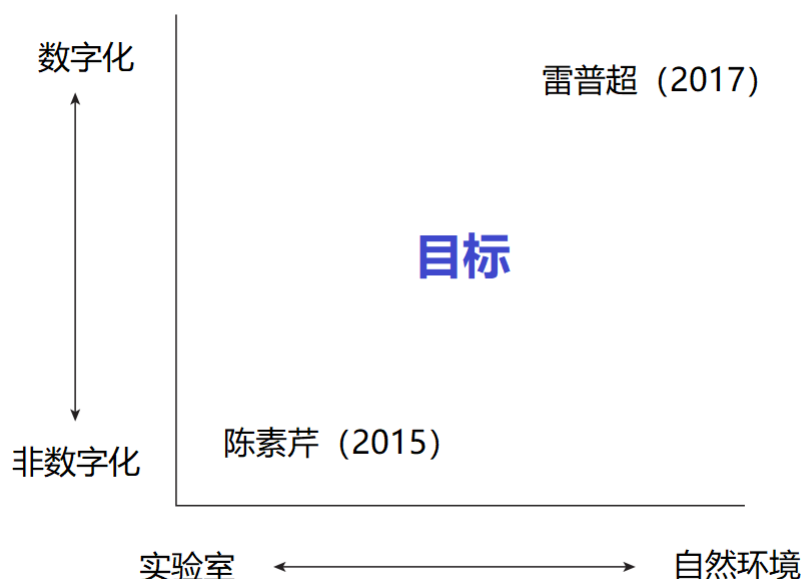 数字化
雷普超（2017）
目标
陈素芹（2015）
非数字化
实验室
自然环境